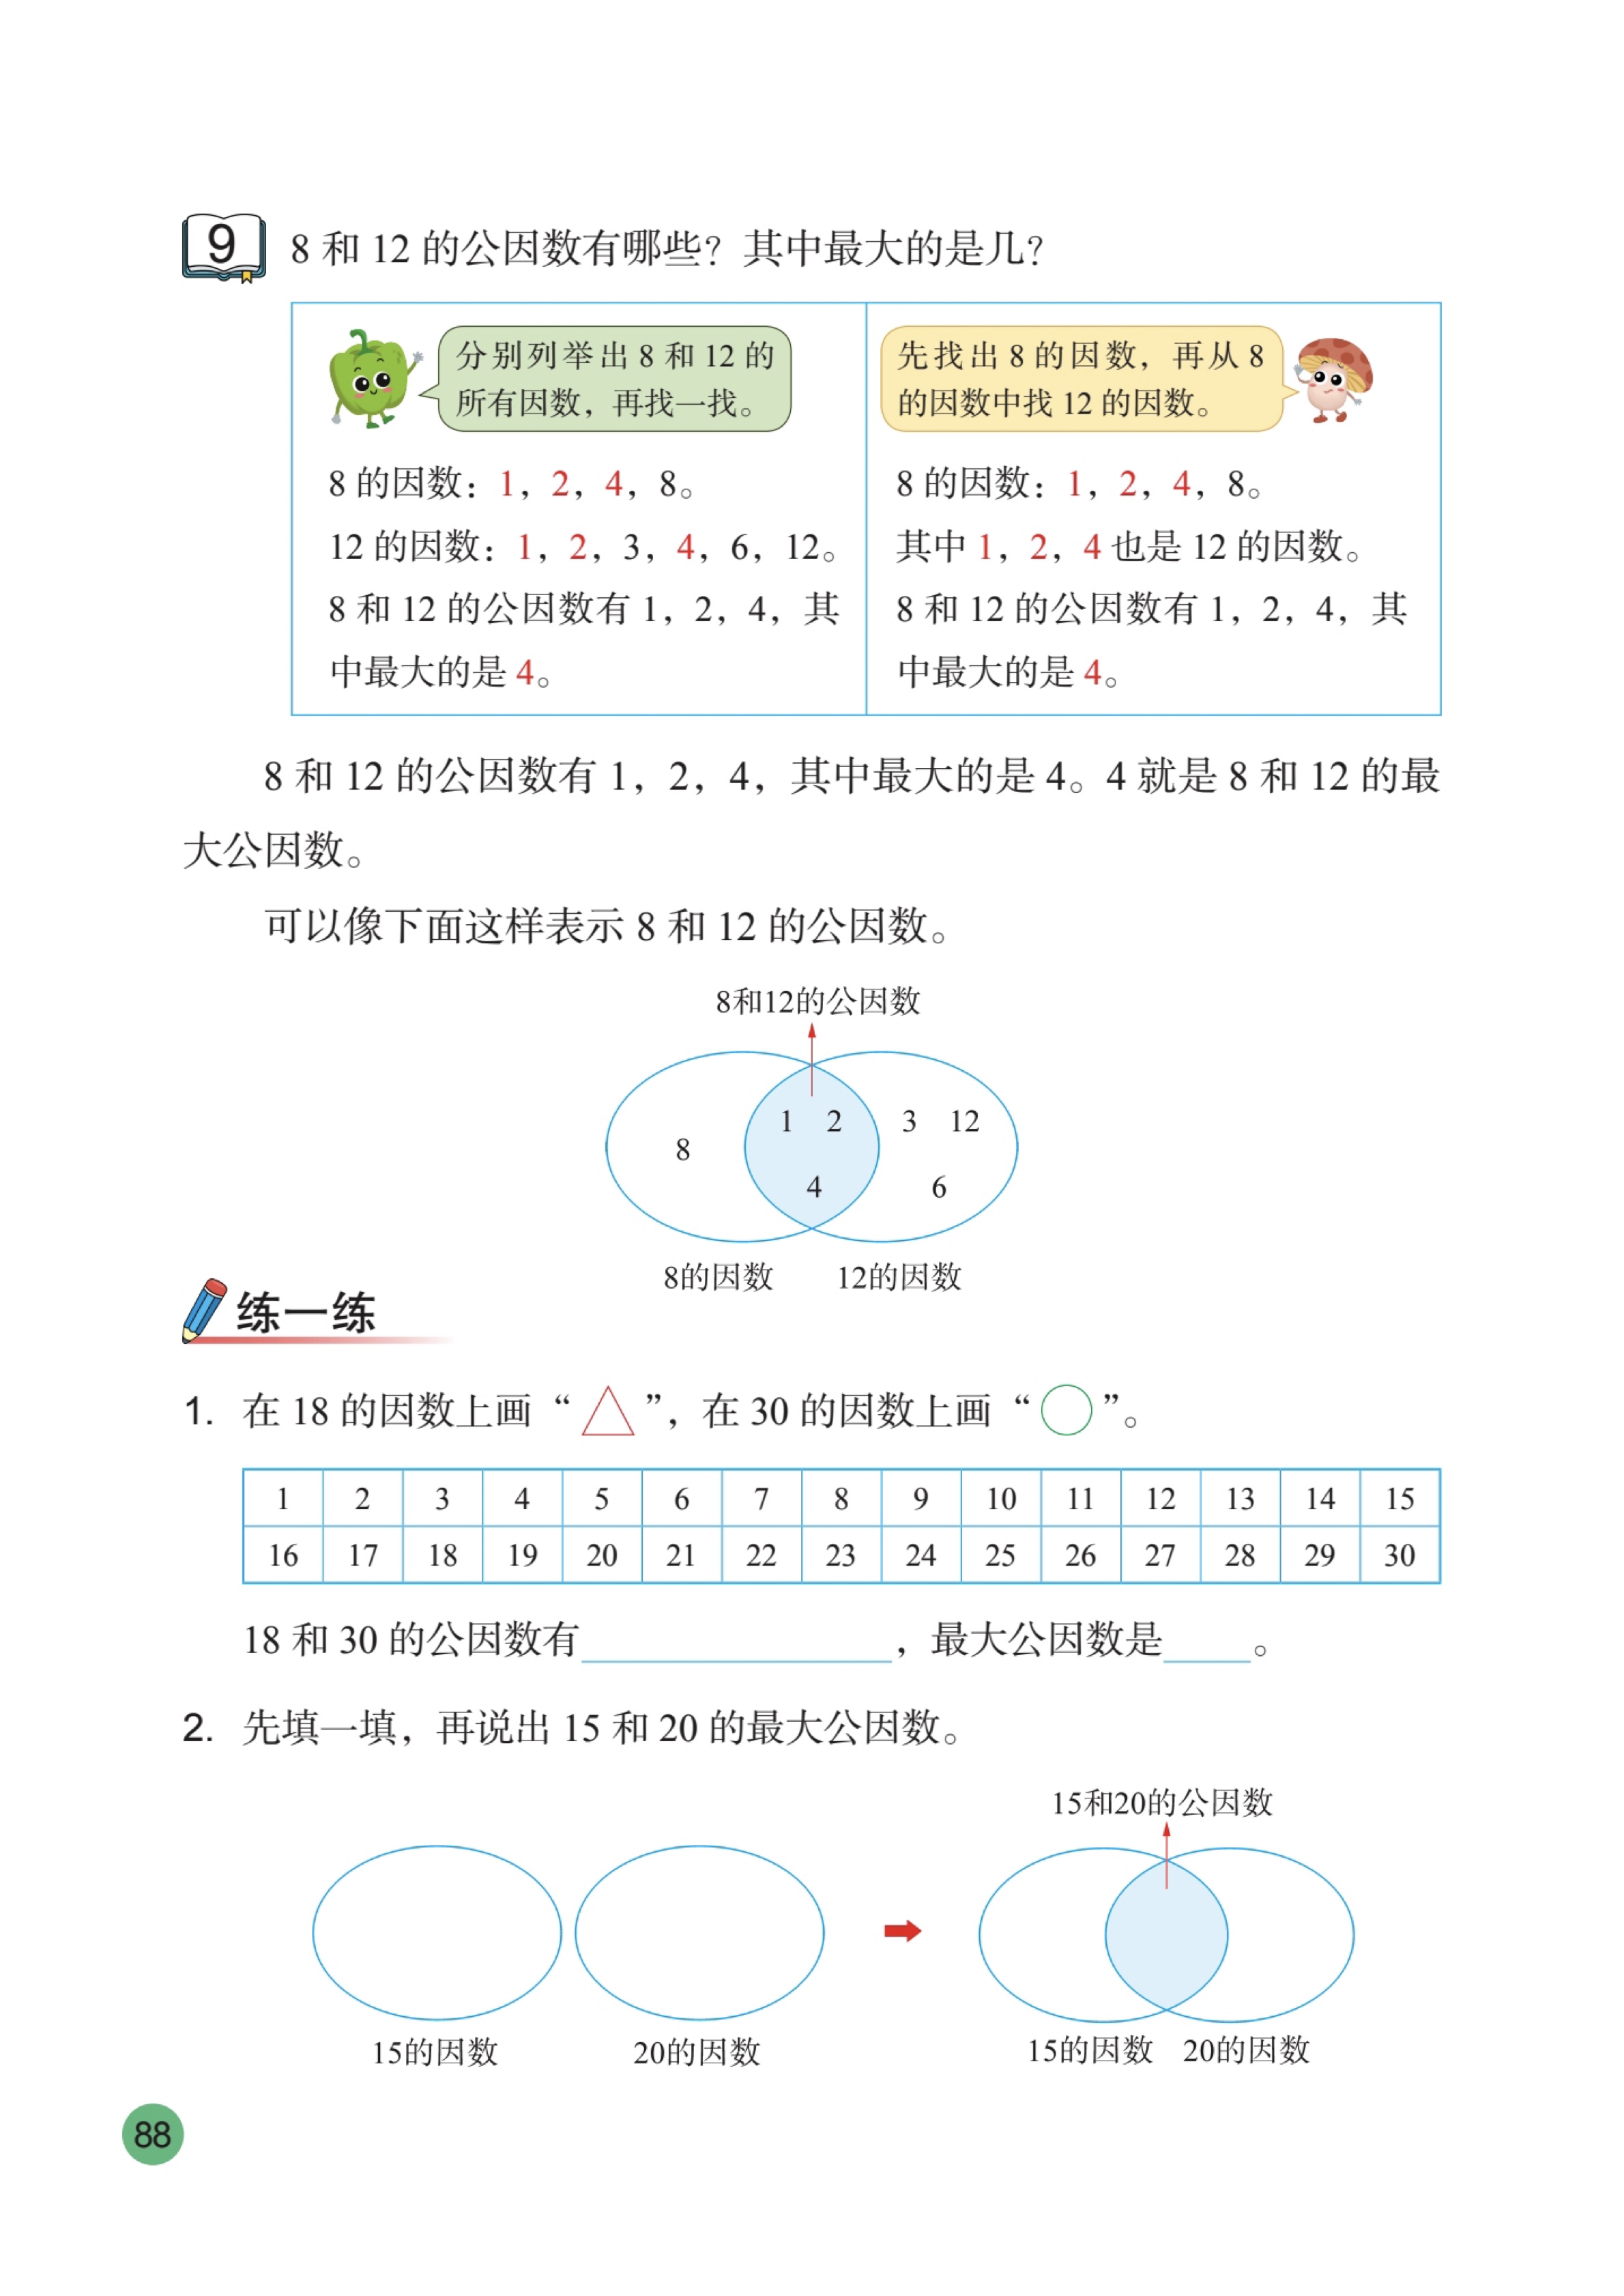 9 8 和 12 的公因数有哪些？其中最大的是几？
分别列举出 8 和 12 的
所有因数，再找一找。
8 的因数：1，2，4，8。
12 的因数：1，2，3，4，6，12。
8 和 12 的公因数有 1，2，4，其
中最大的是 4。
先找出 8 的因数，再从 8
的因数中找 12 的因数。
8 的因数：1，2，4，8。
其中 1，2，4 也是 12 的因数。
8 和 12 的公因数有 1，2，4，其
中最大的是 4。
8 和 12 的公因数有 1，2，4，其中最大的是 4。4 就是 8 和 12 的最
大公因数。
可以像下面这样表示 8 和 12 的公因数。
8和12的公因数
1 2 3 12
8
4 6
8的因数 12的因数
练一练
1. 在 18 的因数上画“△”，在 30 的因数上画“○”。
1 2 3 4 5 6 7 8 9 10 11 12 13 14 15
16 17 18 19 20 21 22 23 24 25 26 27 28 29 30
18 和 30 的公因数有________，最大公因数是____。
2. 先填一填，再说出 15 和 20 的最大公因数。
15和20的公因数
15的因数 20的因数 15的因数 20的因数
88